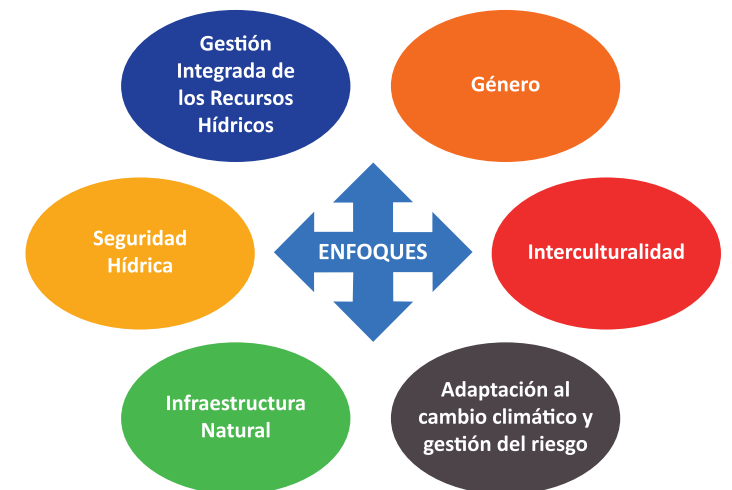 Gestión
Integrada de
los Recursos
Hídricos
Género
Seguridad
Hídrica
ENFOQUES
Interculturalidad
Infraestructura
Natural
Adaptación al
cambio climático y
gestión del riesgo